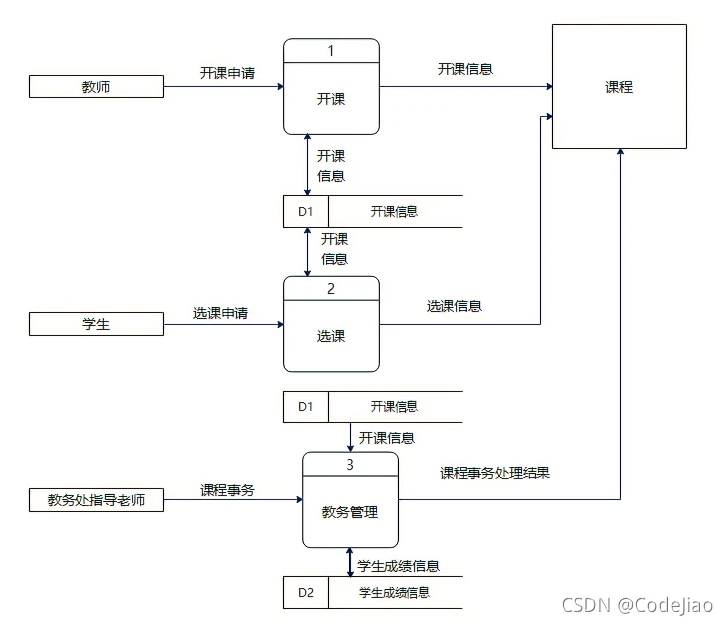 1
开课申请
开课信息
教师
开课
课程
开课
信息
D1
开课信息
开课
信息
2
选课申请
选课信息
学生
选课
D1
开课信息
开课信息
3
课程事务
课程事务处理结果
教务处指导老师
教务管理
学生成绩信息
D2
学生成绩信息
CSDN @CodeJiao